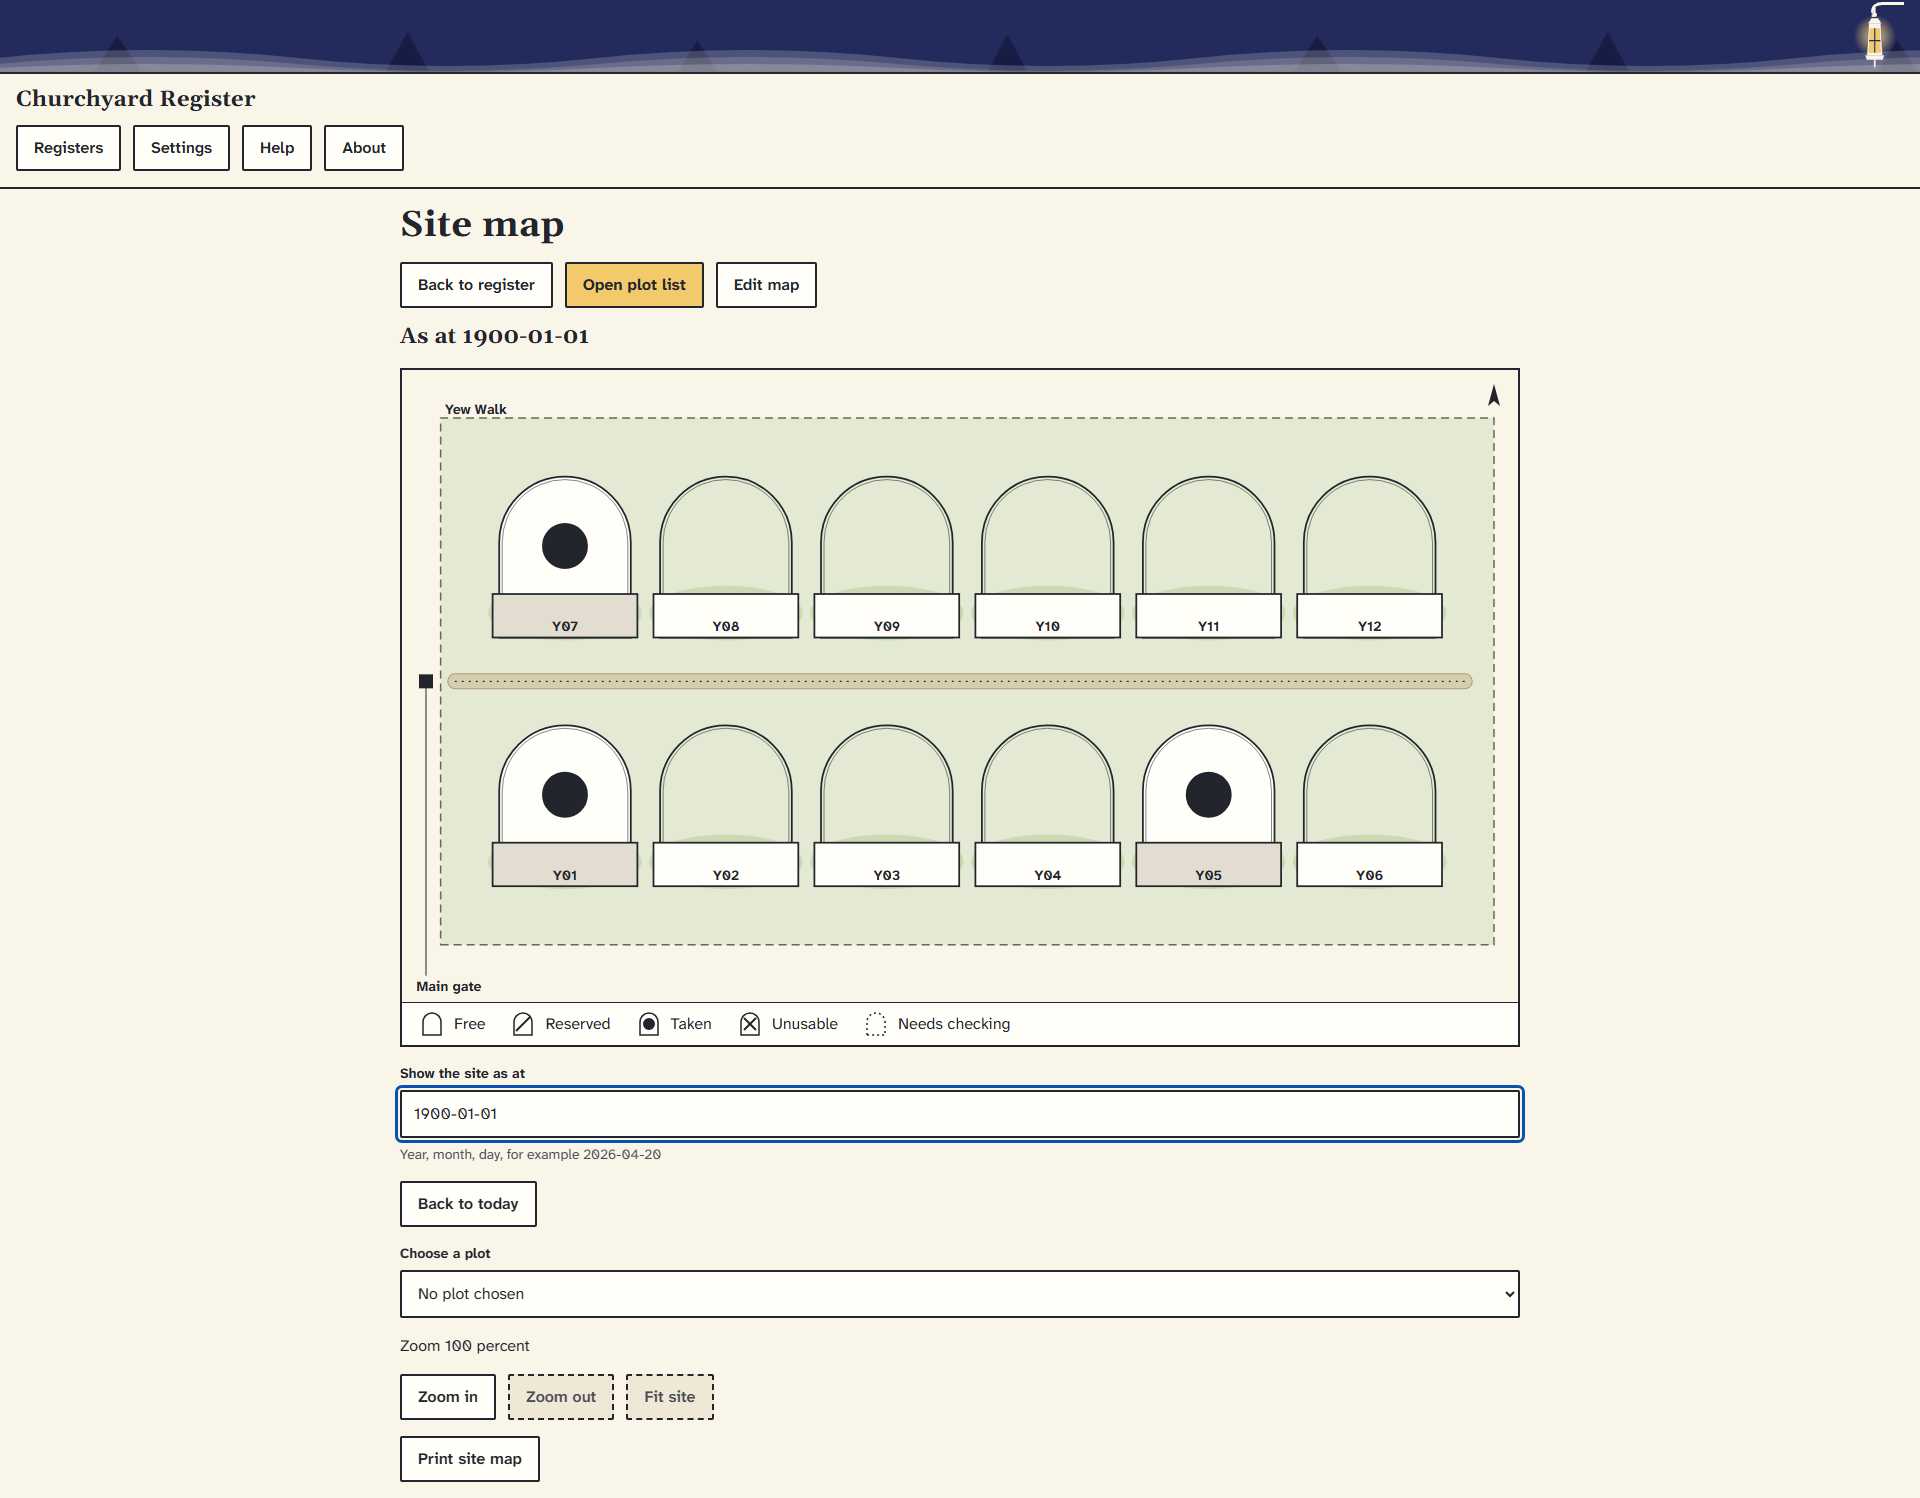 Churchyard Register
Registers Settings Help About
Site map
Back to register Open plot list Edit map
As at 1900-01-01
Yew Walk
Y07 Y08 Y09 Y10 Y11 Y12
Y01 Y02 Y03 Y04 Y05 Y06
Main gate
Free Reserved Taken Unusable Needs checking
Show the site as at
1900-01-01
Year, month, day, for example 2026-04-20
Back to today
Choose a plot
No plot chosen
Zoom 100 percent
Zoom in Zoom out Fit site
Print site map